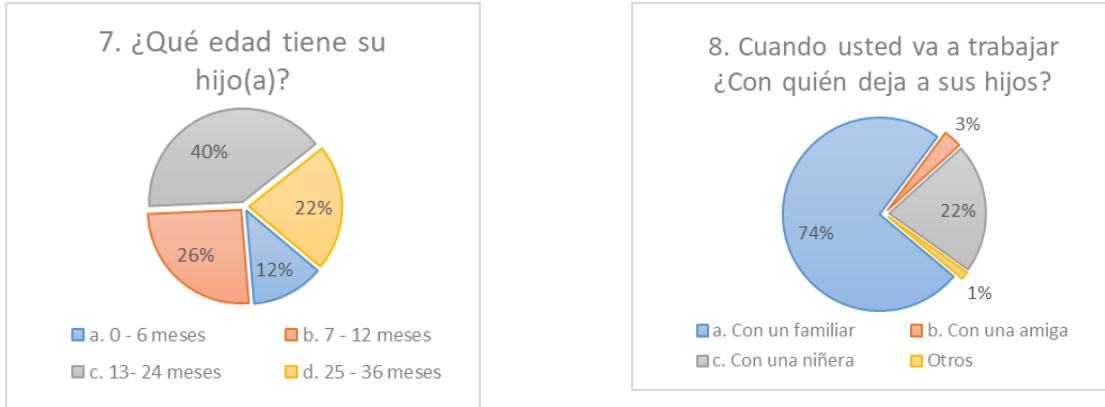 7. ¿Qué edad tiene su
hijo(a)?
40%
22%
26%
12%
a. 0 - 6 meses
b. 7 - 12 meses
c. 13- 24 meses
d. 25 - 36 meses
8. Cuando usted va a trabajar
¿Con quién deja a sus hijos?
3%
22%
74%
1%
a. Con un familiar
b. Con una amiga
c. Con una niñera
Otros